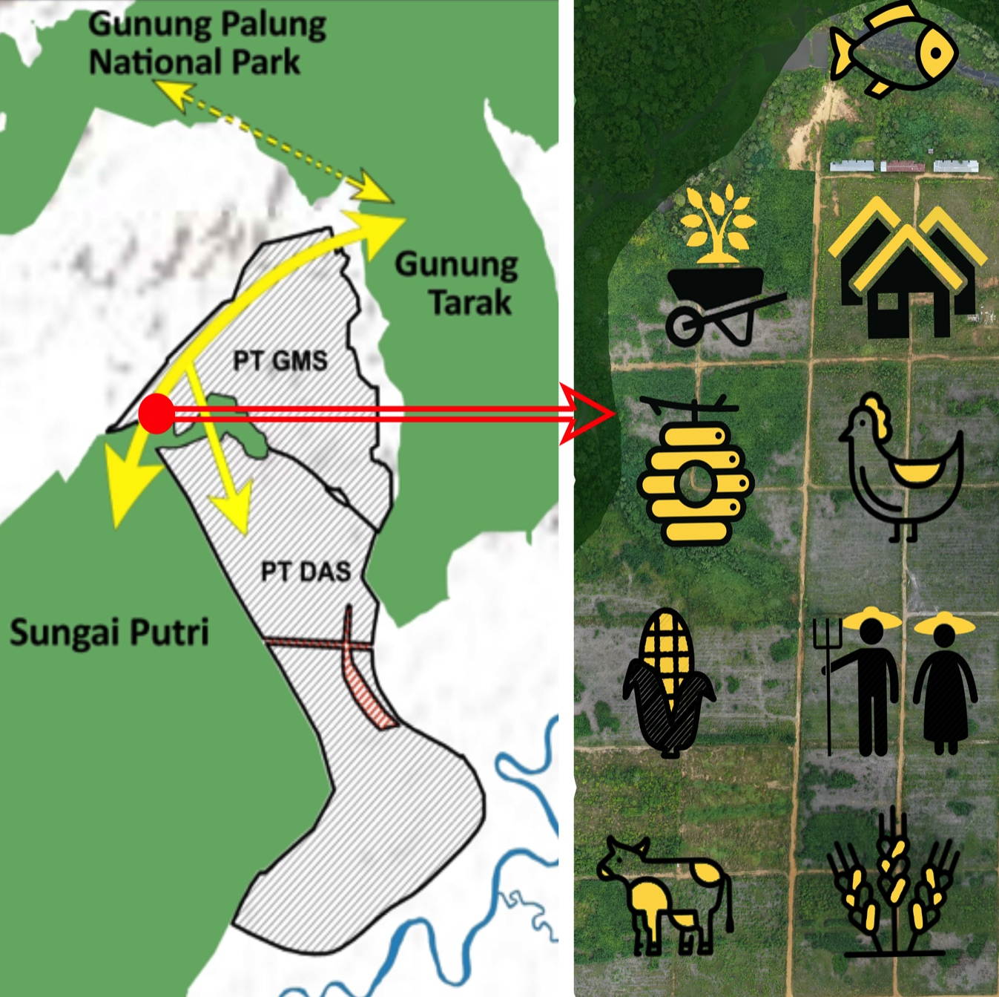 Gunung Palung
National Park
Gunung
Tarak
PT GMS
PT DAS
Sungai Putri